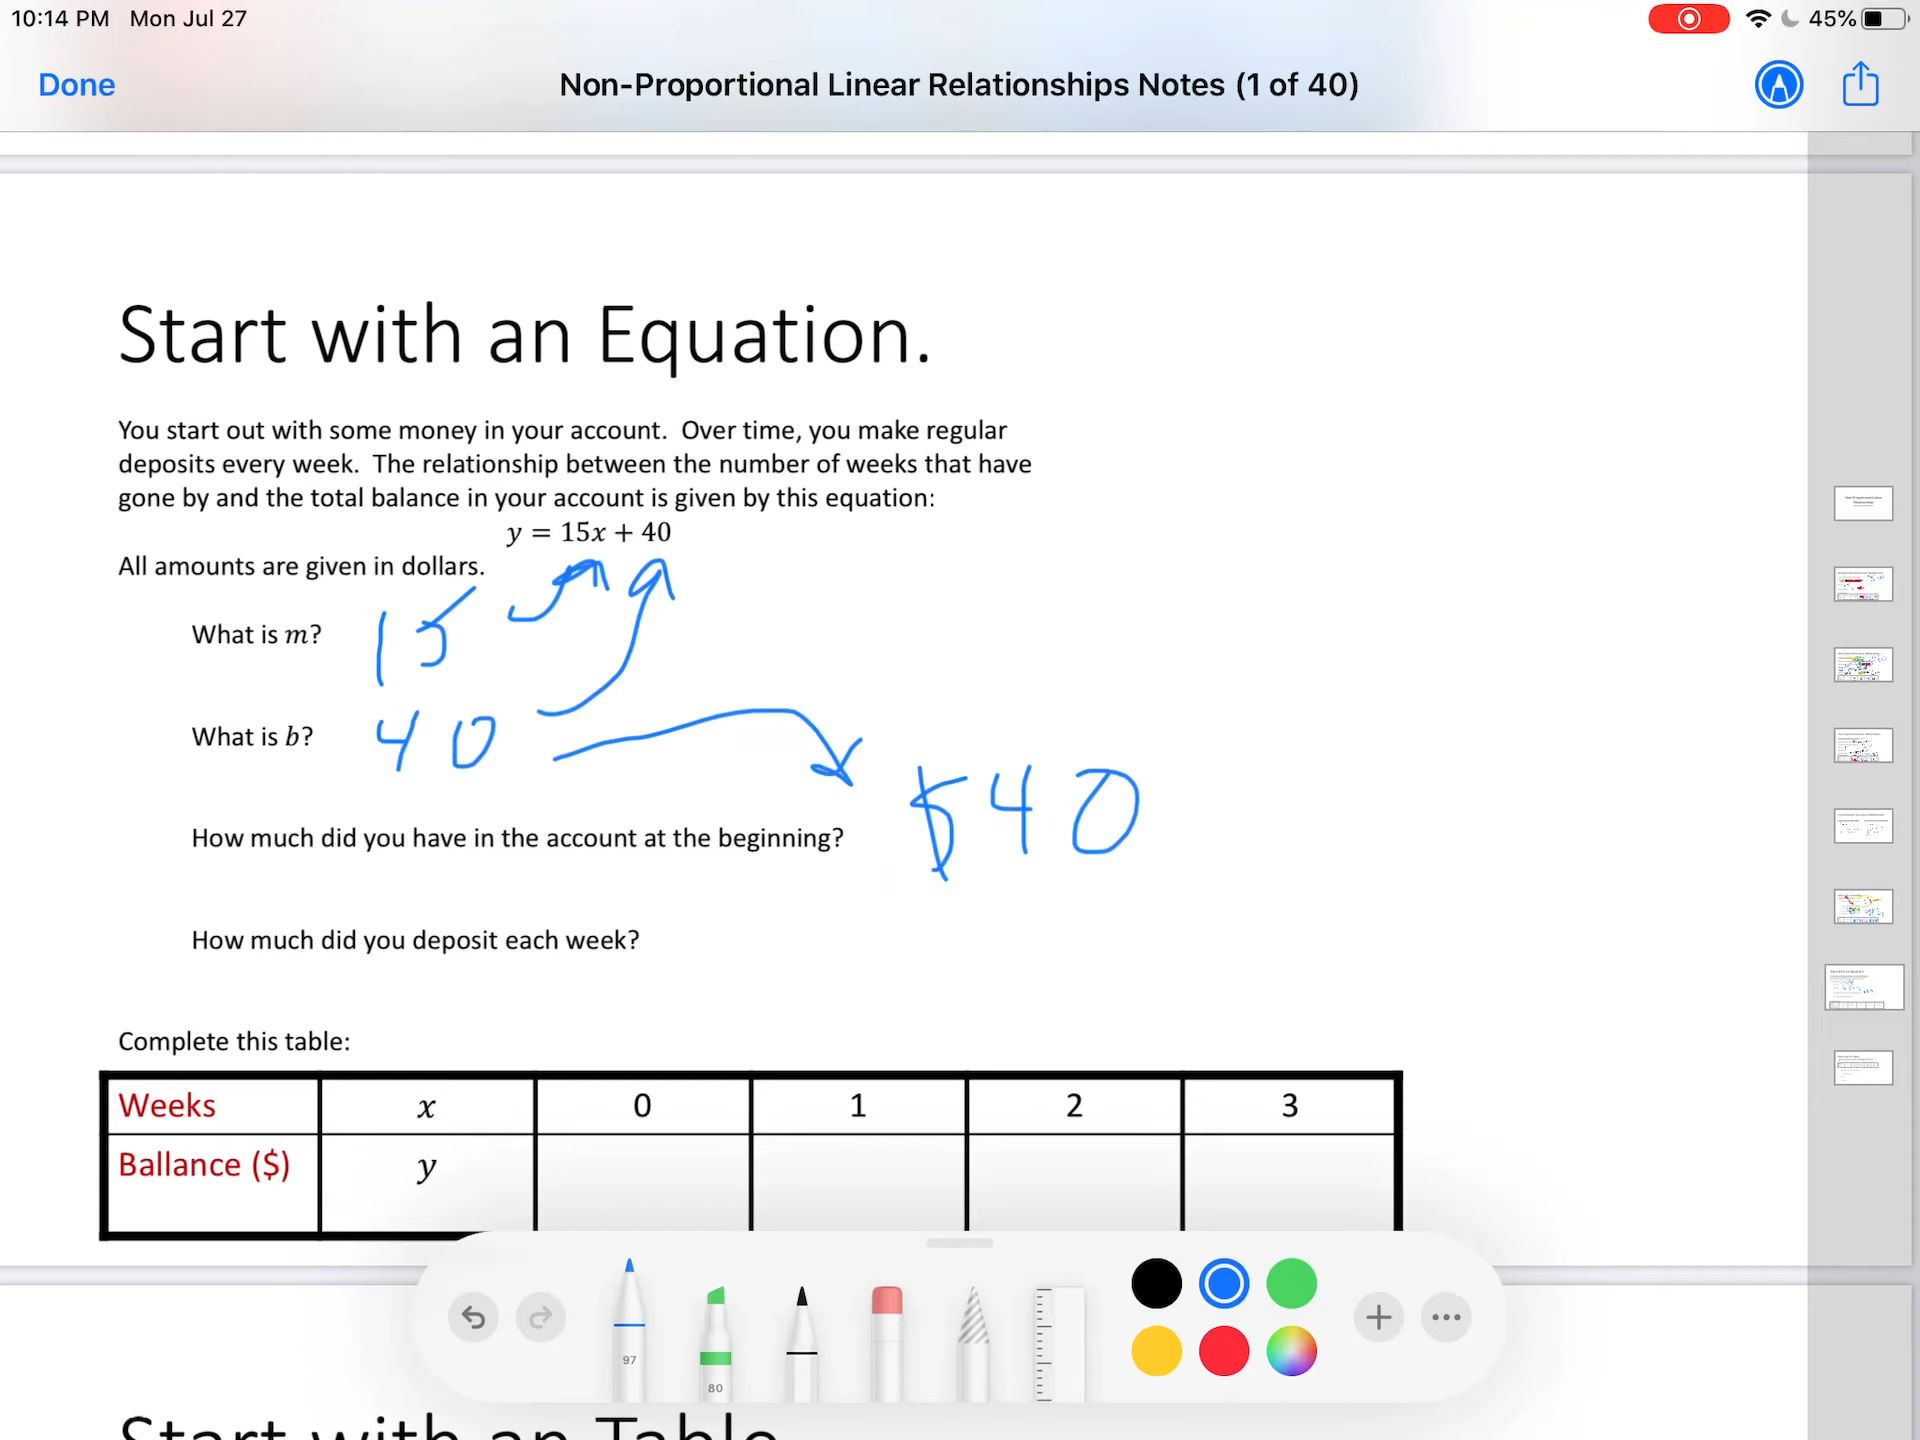 10:14 PM Mon Jul 27
45%
Done
Non-Proportional Linear Relationships Notes (1 of 40)
Start with an Equation.
You start out with some money in your account. Over time, you make regular
deposits every week. The relationship between the number of weeks that have
gone by and the total balance in your account is given by this equation:
y = 15x + 40
All amounts are given in dollars.
What is m? 15
What is b? 40
How much did you have in the account at the beginning? $40
How much did you deposit each week?
Complete this table:
Weeks x 0 1 2 3
Ballance ($) y
97
80
Start with an Table